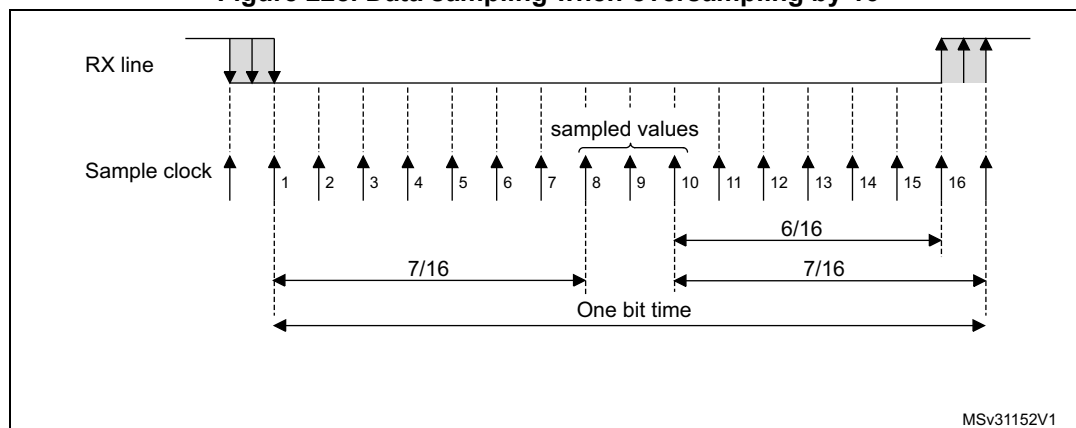 Figure 223. Data sampling when oversampling by 16
RX line
sampled values
Sample clock
1 2 3 4 5 6 7 8 9 10 11 12 13 14 15 16
6/16
7/16 7/16
One bit time
MSv31152V1